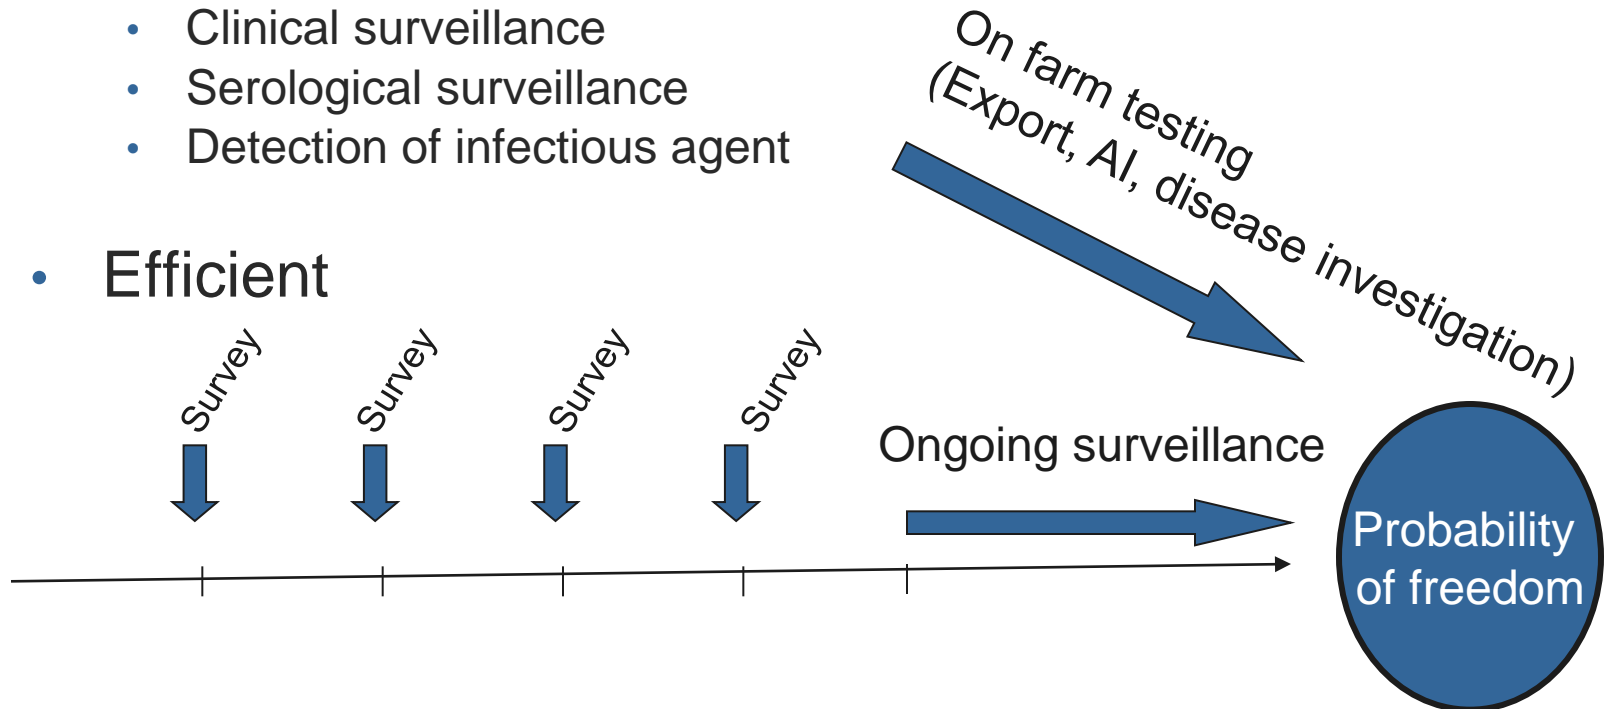 • Clinical surveillance
• Serological surveillance
• Detection of infectious agent
On farm testing
(Export, AI, disease investigation)
• Efficient
Survey
Survey
Survey
Survey
Ongoing surveillance
Probability
of freedom